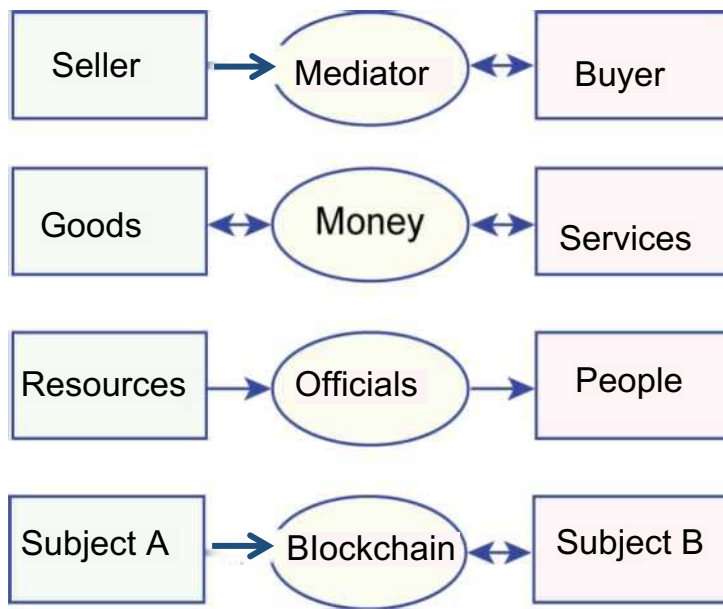 Seller
Mediator
Buyer
Goods
Money
Services
Resources
Officials
People
Subject A
Blockchain
Subject B